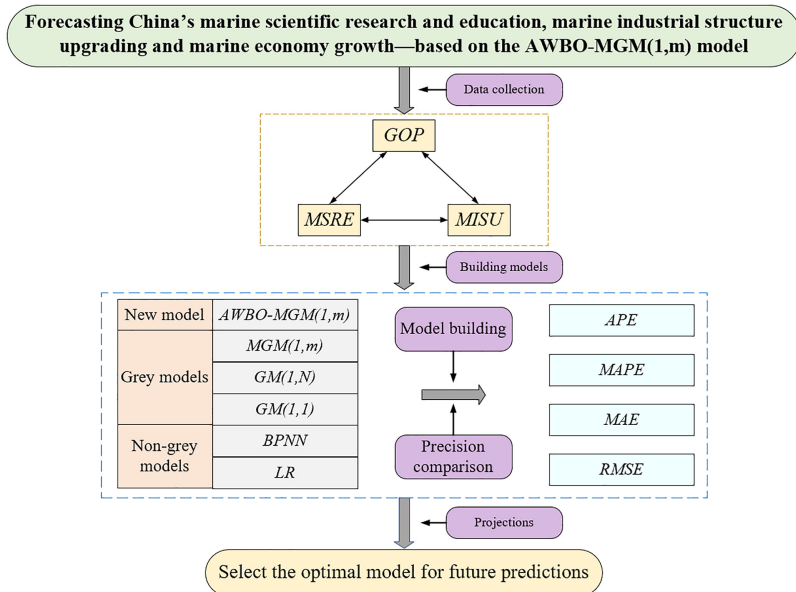 Forecasting China's marine scientific research and education, marine industrial structure
upgrading and marine economy growth—based on the AWBO-MGM(1,m) model
Data collection
GOP
MSRE
MISU
Building models
New model
AWBO-MGM(1,m)
Grey models
MGM(1,m)
GM(1,N)
GM(1,1)
Non-grey
models
BPNN
LR
Model building
Precision
comparison
APE
MAPE
MAE
RMSE
Projections
Select the optimal model for future predictions